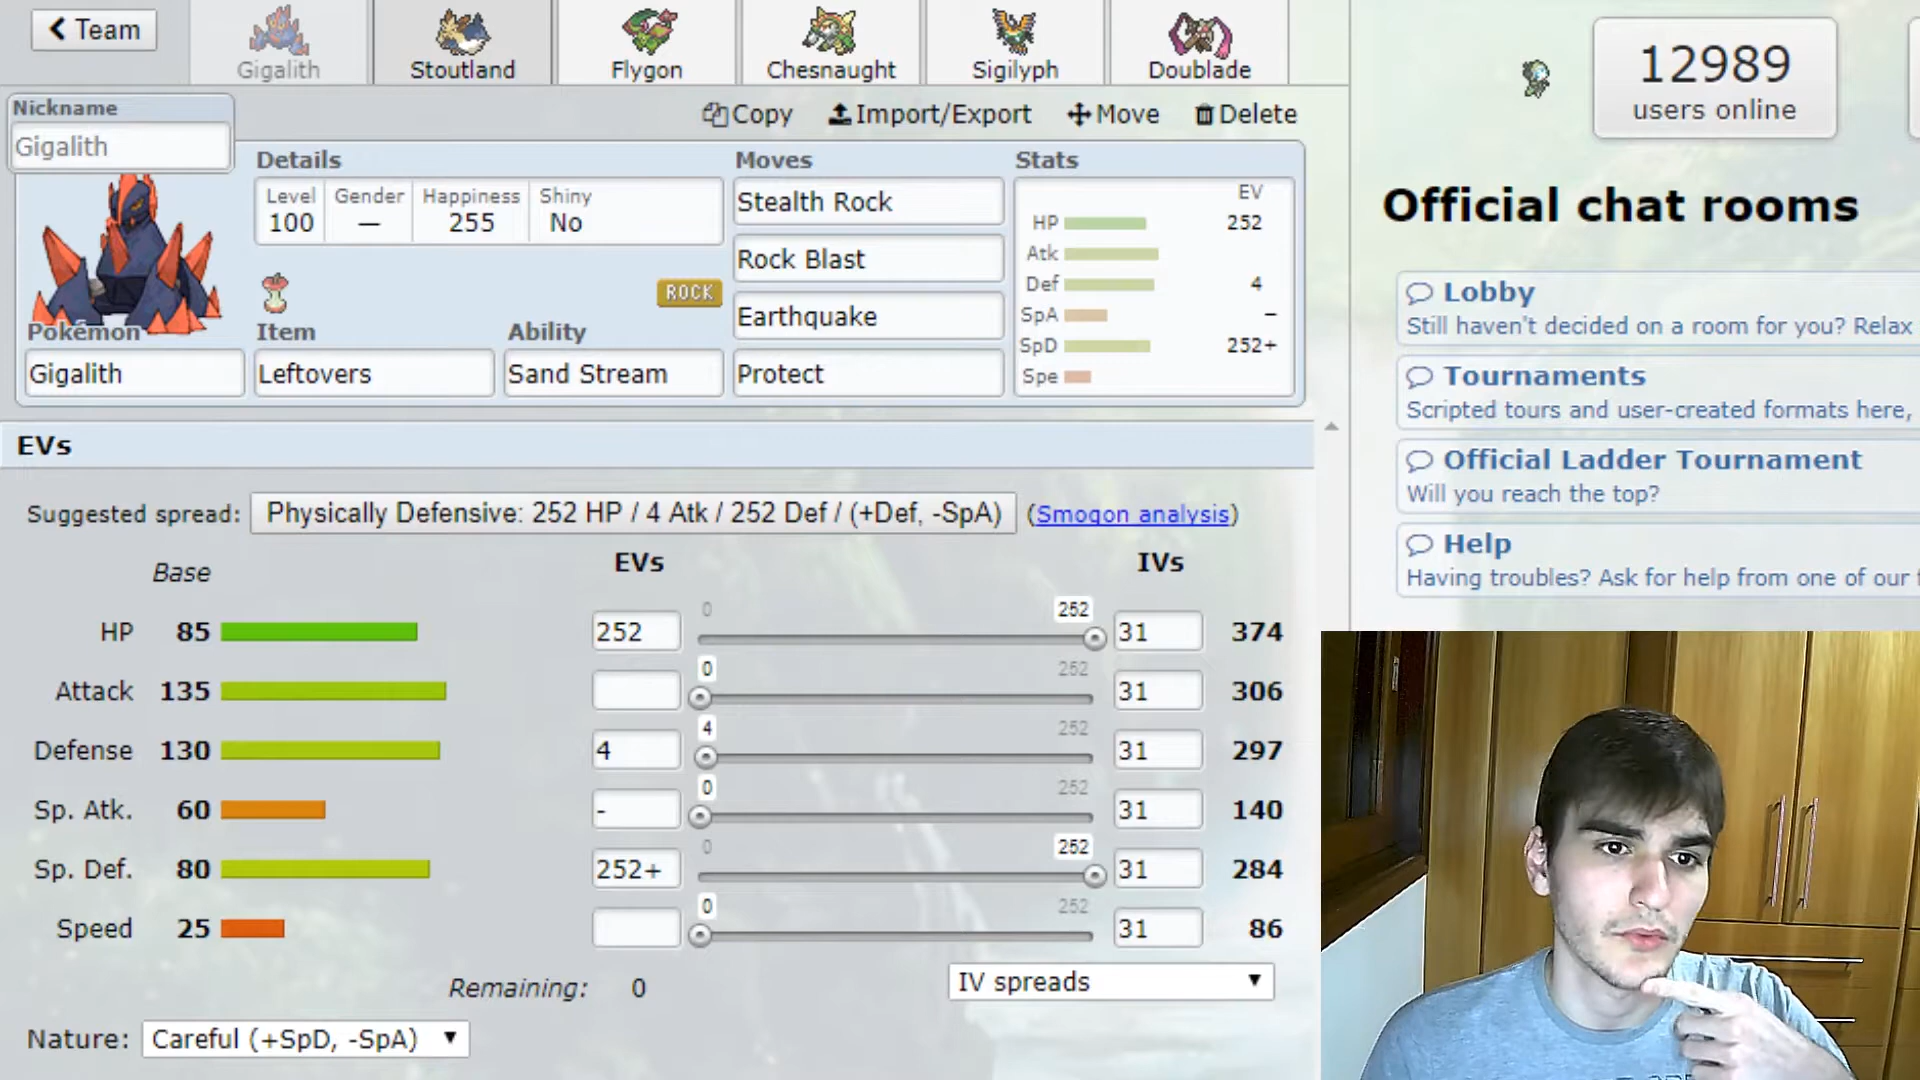 Team
Gigalith
Stoutland
Flygon
Chesnaught
Sigilyph
Doublade
12989
users online
Nickname
Gigalith
Copy
Import/Export
Move
Delete
Details
Level
100
Gender
—
Happiness
255
Shiny
No
ROCK
Pokémon
Gigalith
Item
Leftovers
Ability
Sand Stream
Moves
Stealth Rock
Rock Blast
Earthquake
Protect
Stats
EV
HP 252
Atk
Def 4
SpA –
SpD 252+
Spe
Official chat rooms
Lobby
Still haven't decided on a room for you? Relax
Tournaments
Scripted tours and user-created formats here,
Official Ladder Tournament
Will you reach the top?
Help
Having troubles? Ask for help from one of our
EVs
Suggested spread: Physically Defensive: 252 HP / 4 Atk / 252 Def / (+Def, -SpA) (Smogon analysis)
Base EVs IVs
HP 85 252 0 252 31 374
Attack 135 0 252 31 306
Defense 130 4 4 252 31 297
Sp. Atk. 60 - 0 252 31 140
Sp. Def. 80 252+ 0 252 31 284
Speed 25 0 252 31 86
Remaining: 0
IV spreads
Nature: Careful (+SpD, -SpA)